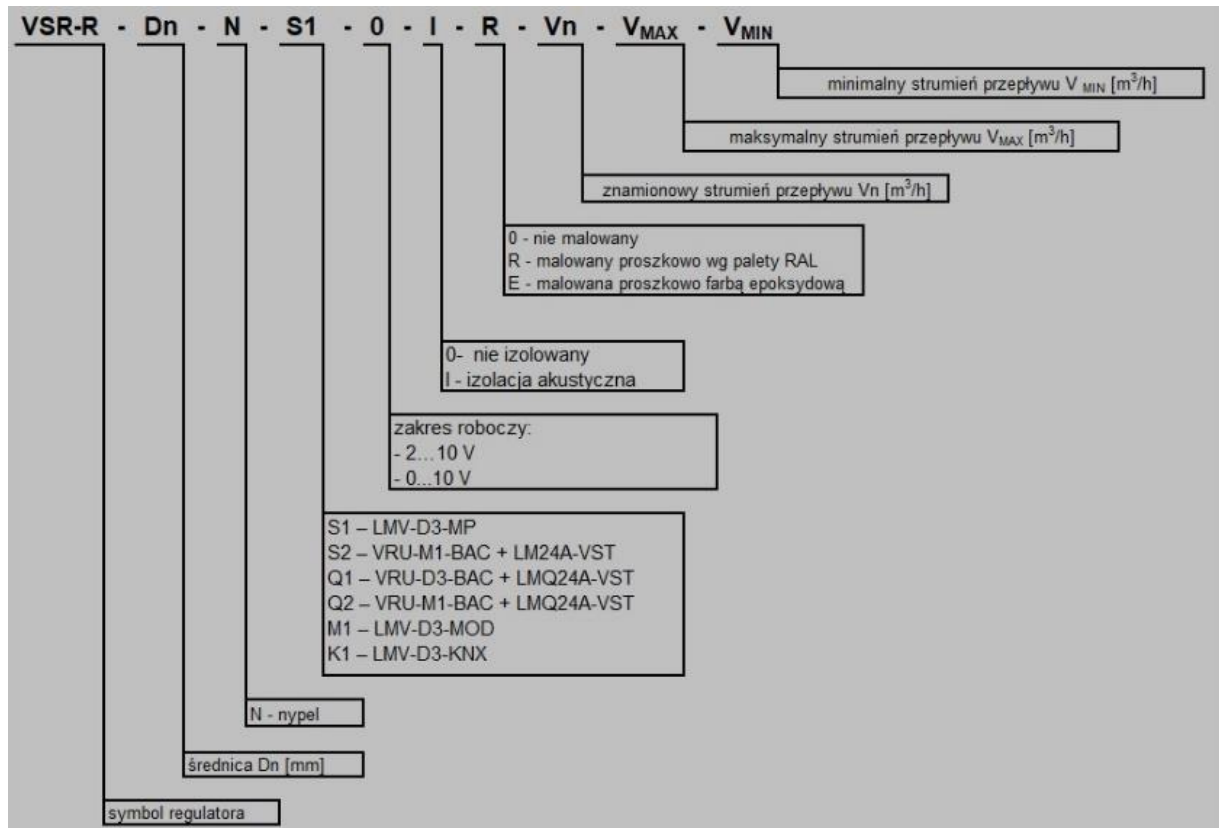 VSR-R - Dn - N - S1 - 0 - I - R - Vn - VMAX - VMIN
minimalny strumień przepływu V MIN [m³/h]
maksymalny strumień przepływu VMAX [m³/h]
znamionowy strumień przepływu Vn [m³/h]
0 - nie malowany
R - malowany proszkowo wg palety RAL
E - malowana proszkowo farbą epoksydową
0- nie izolowany
I - izolacja akustyczna
zakres roboczy:
- 2...10 V
- 0...10 V
S1 – LMV-D3-MP
S2 – VRU-M1-BAC + LM24A-VST
Q1 – VRU-D3-BAC + LMQ24A-VST
Q2 – VRU-M1-BAC + LMQ24A-VST
M1 – LMV-D3-MOD
K1 – LMV-D3-KNX
N - nypel
średnica Dn [mm]
symbol regulatora